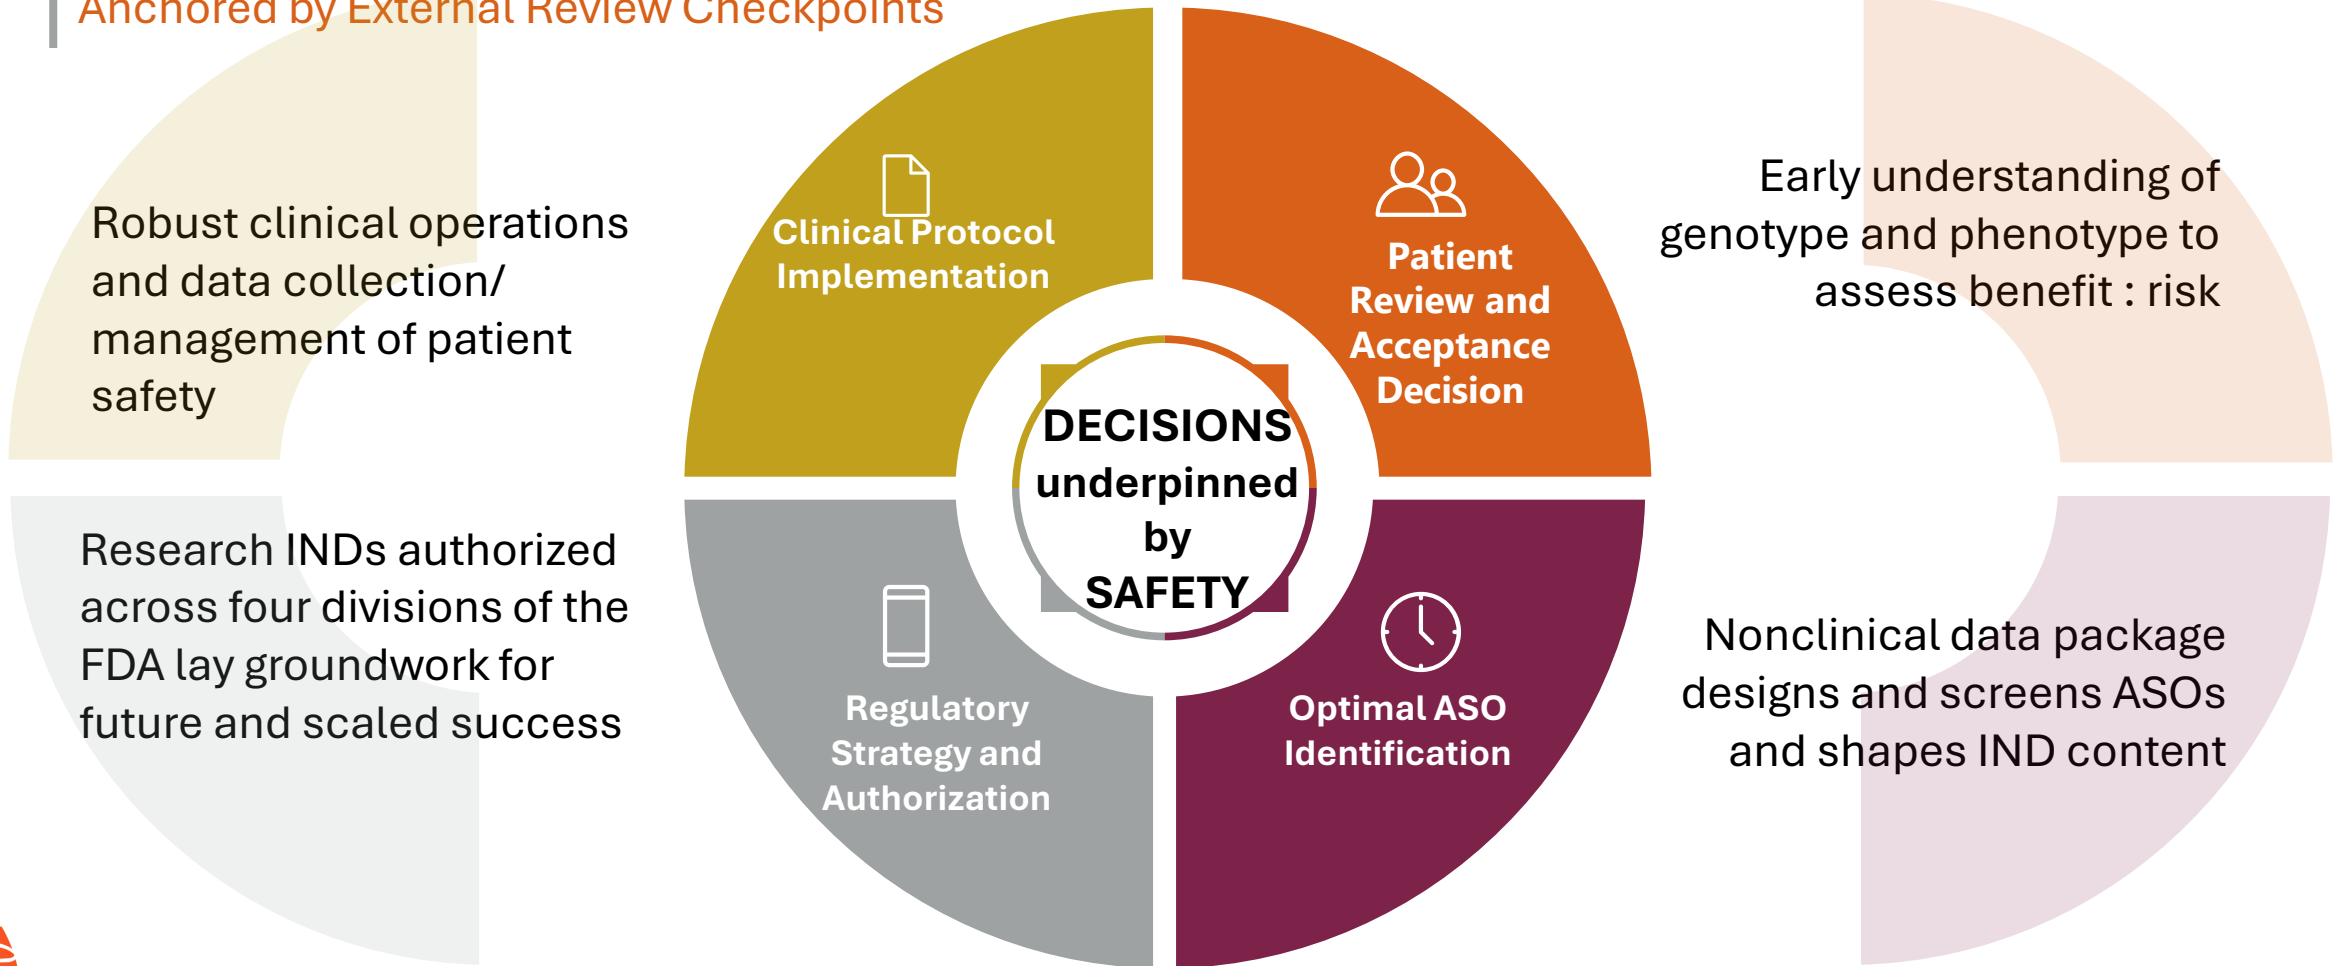 Anchored by External Review Checkpoints
Robust clinical operations
and data collection/
management of patient
safety
Clinical Protocol
Implementation
Patient
Review and
Acceptance
Decision
Early understanding of
genotype and phenotype to
assess benefit : risk
DECISIONS
underpinned
by
SAFETY
Research INDs authorized
across four divisions of the
FDA lay groundwork for
future and scaled success
Regulatory
Strategy and
Authorization
Optimal ASO
Identification
Nonclinical data package
designs and screens ASOs
and shapes IND content